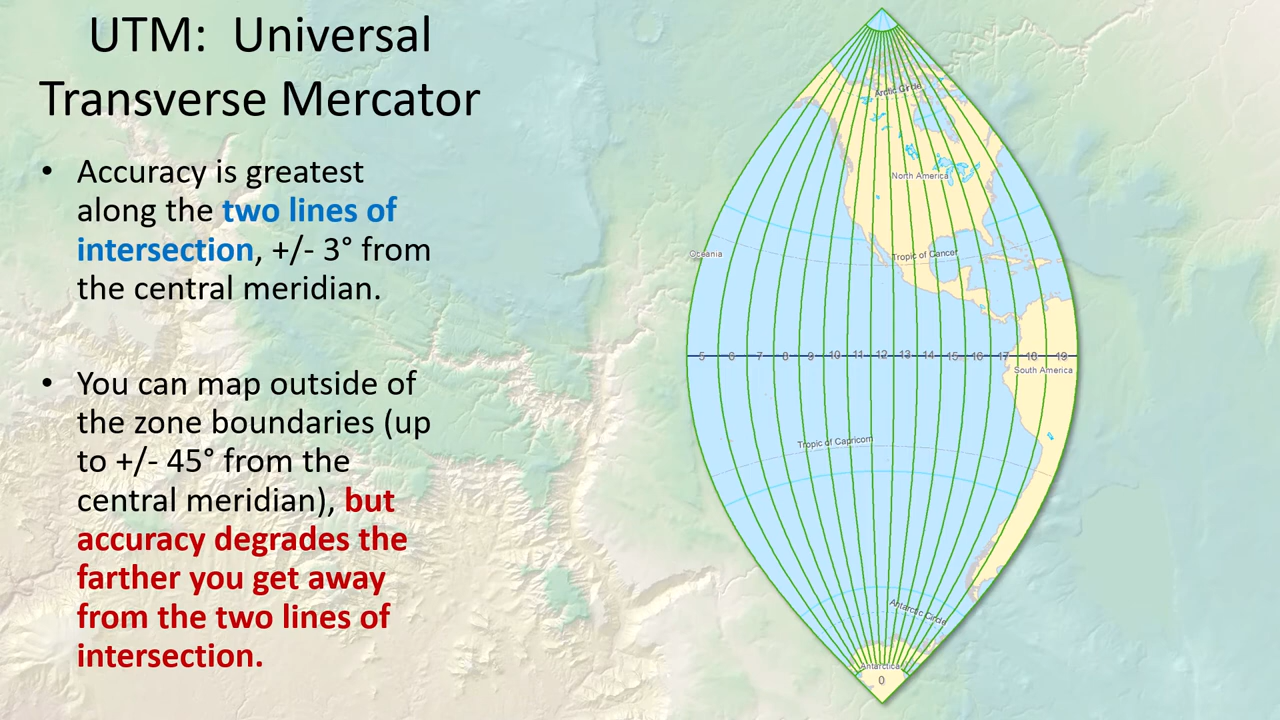 UTM:  Universal
Transverse Mercator
• Accuracy is greatest
along the two lines of
intersection, +/- 3° from
the central meridian.
• You can map outside of
the zone boundaries (up
to +/- 45° from the
central meridian), but
accuracy degrades the
farther you get away
from the two lines of
intersection.
Arctic Circle
North America
Oceania
Tropic of Cancer
5 6 7 8 9 10 11 12 13 14 15 16 17 18 19
South America
Tropic of Capricorn
Antarctic Circle
Antarctica
0